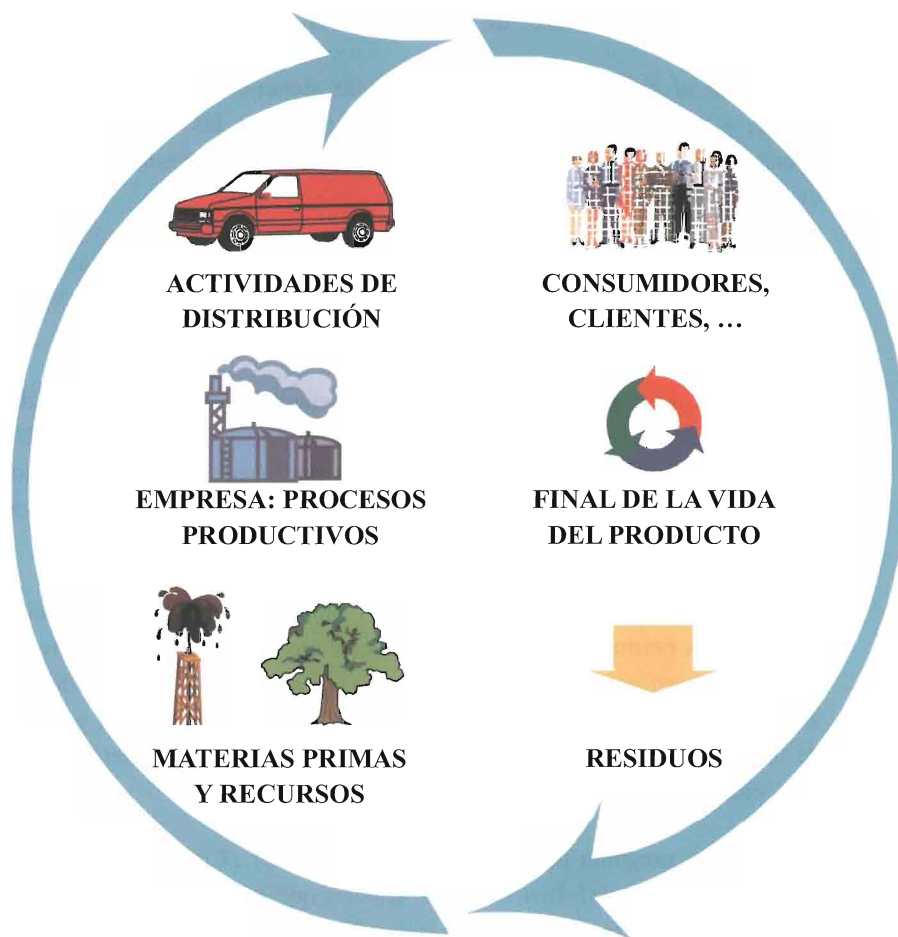 ACTIVIDADES DE
DISTRIBUCIÓN
CONSUMIDORES,
CLIENTES, ...
EMPRESA: PROCESOS
PRODUCTIVOS
FINAL DE LA VIDA
DEL PRODUCTO
MATERIAS PRIMAS
Y RECURSOS
RESIDUOS